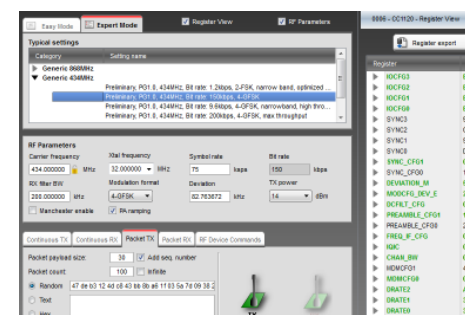 Easy Mode
Expert Mode
Register View
RF Parameters
Typical settings
Category
Setting name
Generic 868MHz
Generic 434MHz
Preliminary, PG1.0, 434MHz, Bit rate: 1.2kbps, 2-FSK, narrow band, optimized ...
Preliminary, PG1.0, 434MHz, Bit rate: 150kbps, 4-GFSK
Preliminary, PG1.0, 434MHz, Bit rate: 9.6kbps, 4-GFSK, narrowband, high thro...
Preliminary, PG1.0, 434MHz, Bit rate: 200kbps, 4-GFSK, max throughput
RF Parameters
Carrier frequency
Xtal frequency
Symbol rate
Bit rate
434.000000 MHz
32.000000 MHz
75 ksps
150 kbps
RX filter BW
Modulation format
Deviation
TX power
200.000000 kHz
4-GFSK
82.763672 kHz
14 dBm
Manchester enable
PA ramping
Continuous TX
Continuous RX
Packet TX
Packet RX
RF Device Commands
Packet payload size: 30
Add seq. number
Packet count: 100
Infinite
Random
47 de b3 12 4d c8 43 bb 8b a6 1f 03 5a 7d 09 38 2
Text
Hex
TX
0086 - CC1120 - Register View
Register export
Register
IOCFG3
IOCFG2
IOCFG1
IOCFG0
SYNC3
SYNC2
SYNC1
SYNC0
SYNC_CFG1
SYNC_CFG0
DEVIATION_M
MODCFG_DEV_E
DCFILT_CFG
PREAMBLE_CFG1
PREAMBLE_CFG0
FREQ_IF_CFG
IQIC
CHAN_BW
MDMCFG1
MDMCFG0
DRATE2
DRATE1
DRATE0